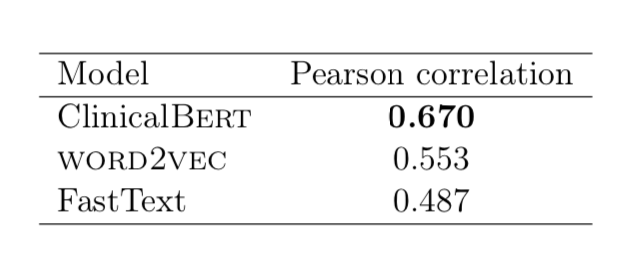 Model Pearson correlation
ClinicalBERT 0.670
WORD2VEC 0.553
FastText 0.487